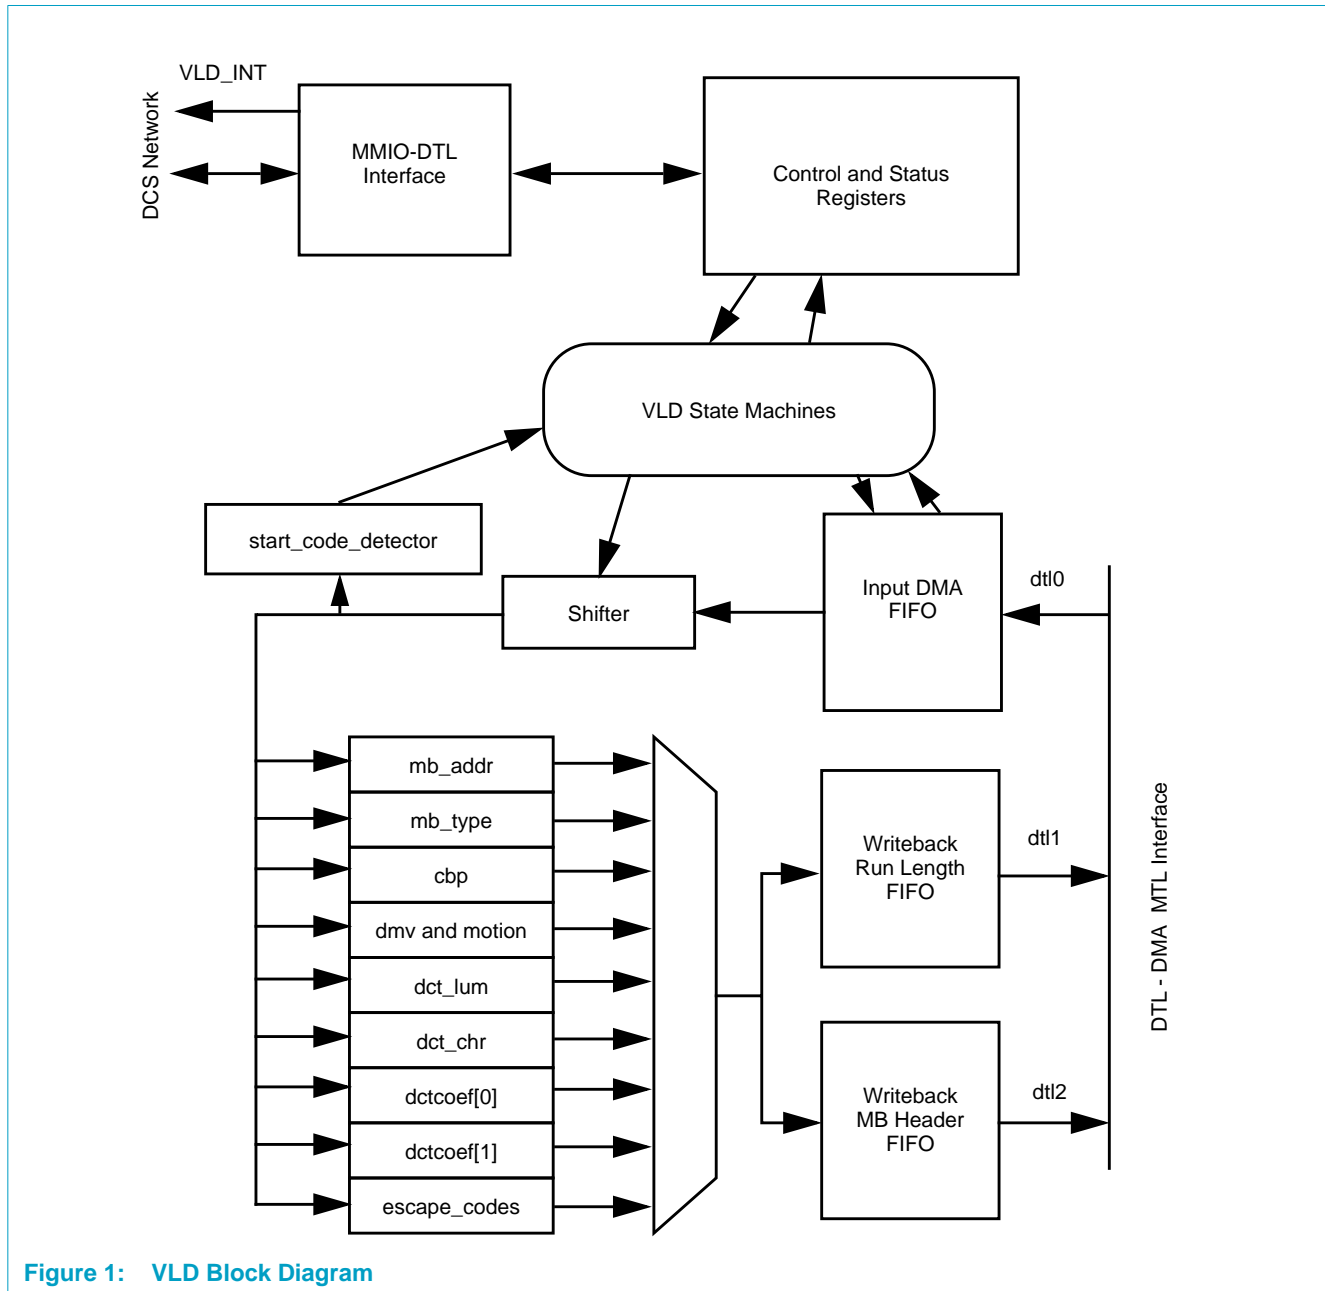 VLD_INT
DCS Network
MMIO-DTL
Interface
Control and Status
Registers
VLD State Machines
start_code_detector
Shifter
Input DMA
FIFO
dtl0
mb_addr
mb_type
cbp
dmv and motion
dct_lum
dct_chr
dctcoef[0]
dctcoef[1]
escape_codes
Writeback
Run Length
FIFO
dtl1
Writeback
MB Header
FIFO
dtl2
DTL - DMA  MTL Interface
Figure 1: VLD Block Diagram